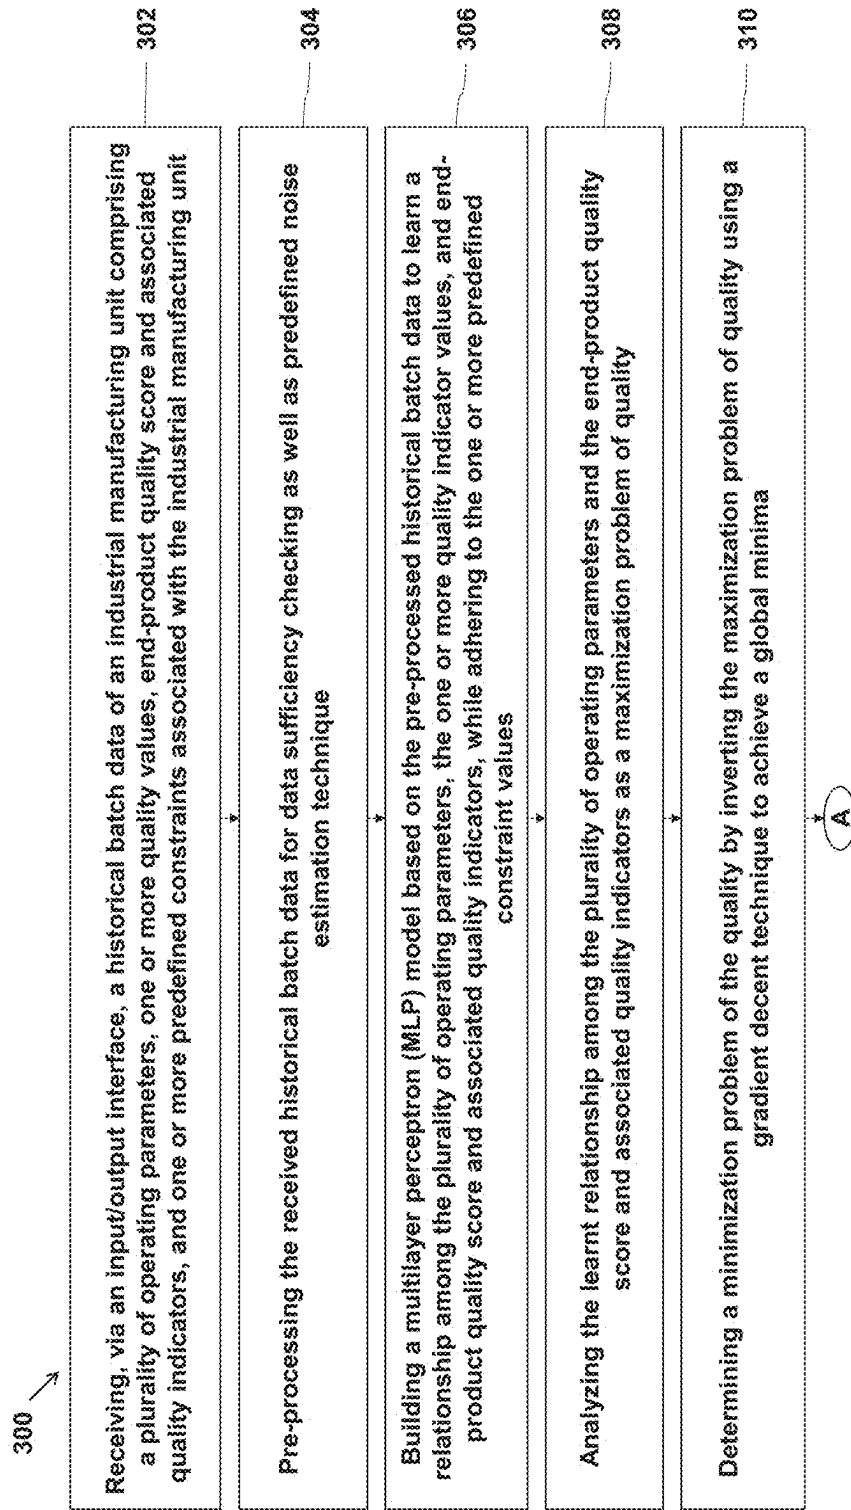 300
Receiving, via an input/output interface, a historical batch data of an industrial manufacturing unit comprising
a plurality of operating parameters, one or more quality values, end-product quality score and associated
quality indicators, and one or more predefined constraints associated with the industrial manufacturing unit
302
Pre-processing the received historical batch data for data sufficiency checking as well as predefined noise
estimation technique
304
Building a multilayer perceptron (MLP) model based on the pre-processed historical batch data to learn a
relationship among the plurality of operating parameters, the one or more quality indicator values, and end-
product quality score and associated quality indicators, while adhering to the one or more predefined
constraint values
306
Analyzing the learnt relationship among the plurality of operating parameters and the end-product quality
score and associated quality indicators as a maximization problem of quality
308
Determining a minimization problem of the quality by inverting the maximization problem of quality using a
gradient decent technique to achieve a global minima
310
A